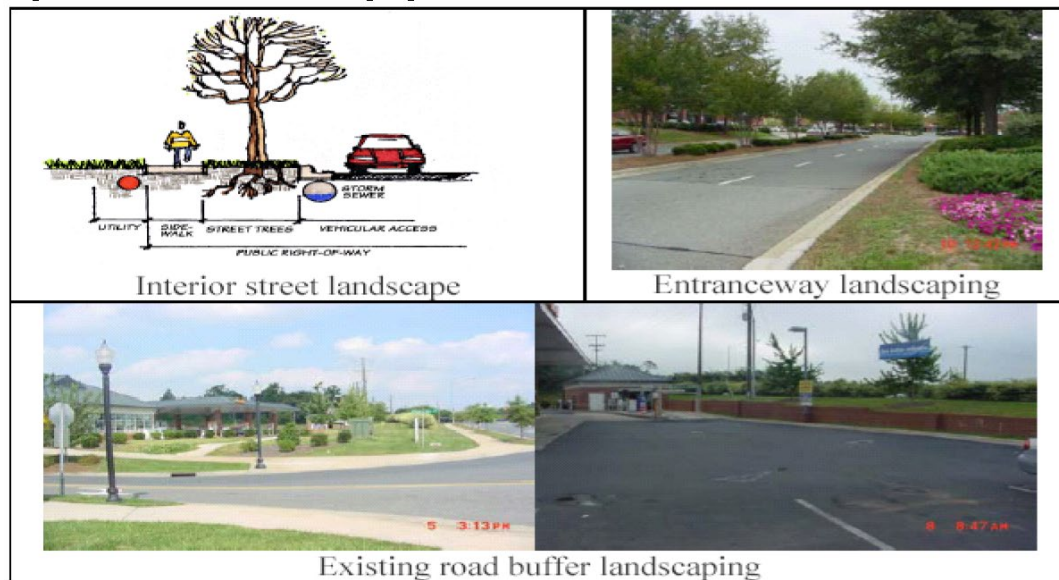 STORM
SEWER
UTILITY
SIDE-
WALK
STREET TREES
VEHICULAR ACCESS
PUBLIC RIGHT-OF-WAY
Interior street landscape
Entranceway landscaping
5 3:13PM
8 8:47AM
Existing road buffer landscaping